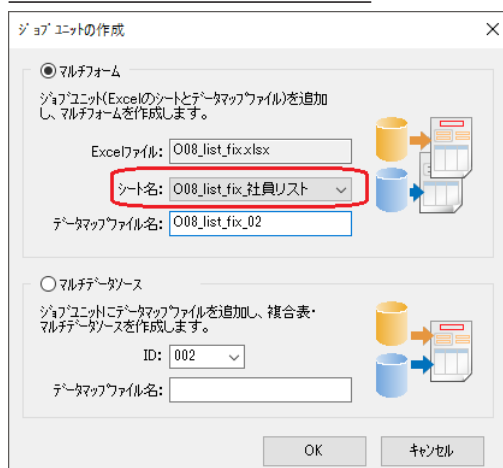 ｼﾞｮﾌﾞﾕﾆｯﾄの作成
マルチフォーム
ｼﾞｮﾌﾞﾕﾆｯﾄ(Excelのｼｰﾄとﾃﾞｰﾀﾏｯﾌﾟﾌｧｲﾙ)を追加
し、ﾏﾙﾁﾌｫｰﾑを作成します。
Excelﾌｧｲﾙ: O08_list_fix.xlsx
ｼｰﾄ名: O08_list_fix_社員リスト
ﾃﾞｰﾀﾏｯﾌﾟﾌｧｲﾙ名: O08_list_fix_02
ﾏﾙﾁﾃﾞｰﾀｿｰｽ
ｼﾞｮﾌﾞﾕﾆｯﾄにﾃﾞｰﾀﾏｯﾌﾟﾌｧｲﾙを追加し、複合表・
ﾏﾙﾁﾃﾞｰﾀｿｰｽを作成します。
ID: 002
ﾃﾞｰﾀﾏｯﾌﾟﾌｧｲﾙ名:
OK ｷｬﾝｾﾙ